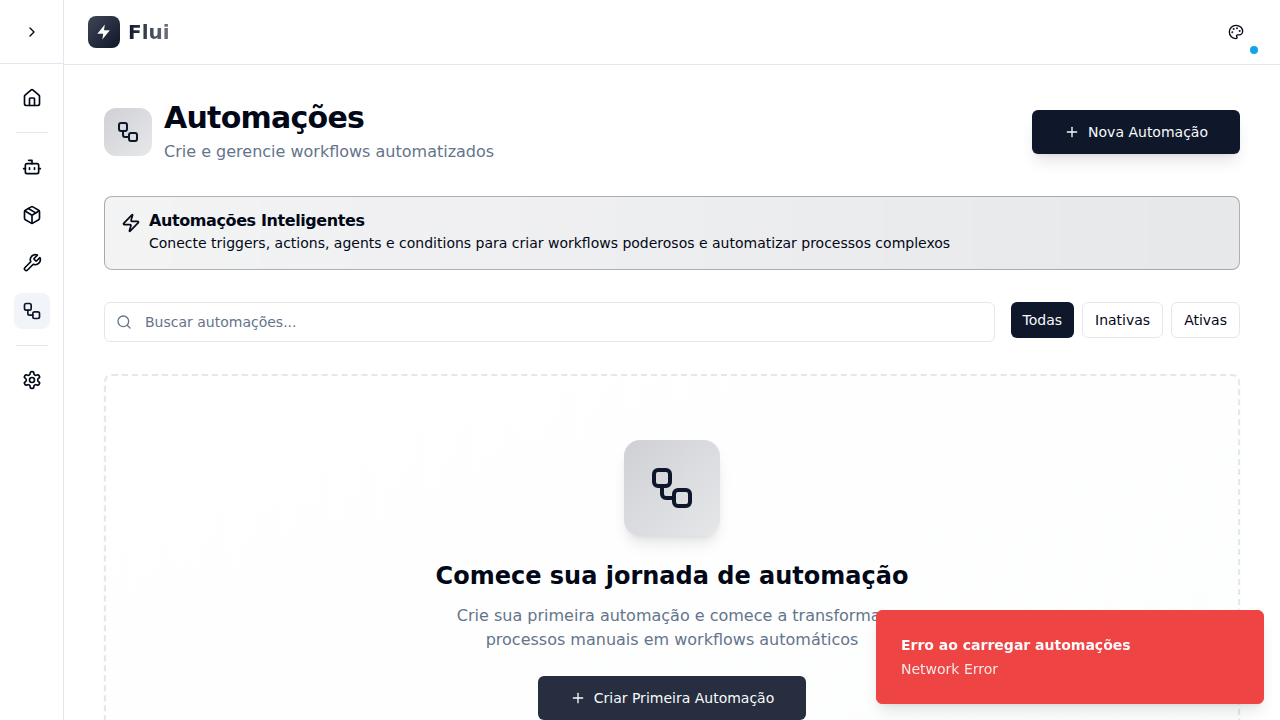 Flui
Automações
Crie e gerencie workflows automatizados
Nova Automação
Automações Inteligentes
Conecte triggers, actions, agents e conditions para criar workflows poderosos e automatizar processos complexos
Buscar automações...
Todas
Inativas
Ativas
Comece sua jornada de automação
Crie sua primeira automação e comece a transforma
processos manuais em workflows automáticos
Criar Primeira Automação
Erro ao carregar automações
Network Error